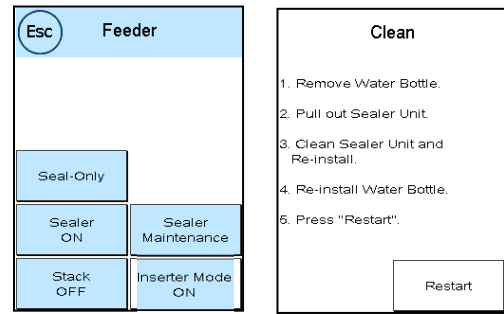 Esc
Feeder
Seal-Only
Sealer
ON
Sealer
Maintenance
Stack
OFF
Inserter Mode
ON
Clean
1. Remove Water Bottle.
2. Pull out Sealer Unit.
3. Clean Sealer Unit and
Re-install.
4. Re-install Water Bottle.
5. Press "Restart".
Restart